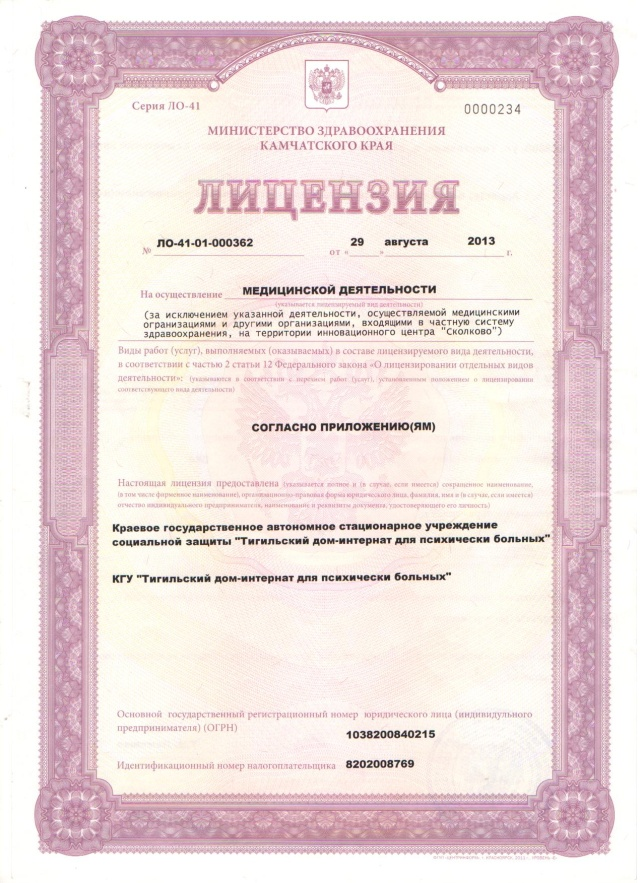 Серия ЛО-41
0000234
МИНИСТЕРСТВО ЗДРАВООХРАНЕНИЯ
КАМЧАТСКОГО КРАЯ
ЛИЦЕНЗИЯ
№ ЛО-41-01-000362 от « 29 » августа 2013 г.
На осуществление МЕДИЦИНСКОЙ ДЕЯТЕЛЬНОСТИ
(указывается лицензируемый вид деятельности)
(за исключением указанной деятельности, осуществляемой медицинскими
огранизациями и другими организациями, входящими в частную систему
здравоохранения, на территории инновационного центра "Сколково")
Виды работ (услуг), выполняемых (оказываемых) в составе лицензируемого вида деятельности,
в соответствии с частью 2 статьи 12 Федерального закона «О лицензировании отдельных видов
деятельности»: (указываются в соответствии с перечнем работ (услуг), установленным положением о лицензировании
соответствующего вида деятельности)
СОГЛАСНО ПРИЛОЖЕНИЮ(ЯМ)
Настоящая лицензия предоставлена (указывается полное и (в случае, если имеется) сокращенное наименование,
(в том числе фирменное наименование), организационно-правовая форма юридического лица, фамилия, имя и (в случае, если имеется)
отчество индивидуального предпринимателя, наименование и реквизиты документа, удостоверяющего его личность)
Краевое государственное автономное стационарное учреждение
социальной защиты "Тигильский дом-интернат для психически больных"
КГУ "Тигильский дом-интернат для психически больных"
Основной государственный регистрационный номер юридического лица (индивидульного
предпринимателя) (ОГРН)
1038200840215
Идентификационный номер налогоплательщика 8202008769